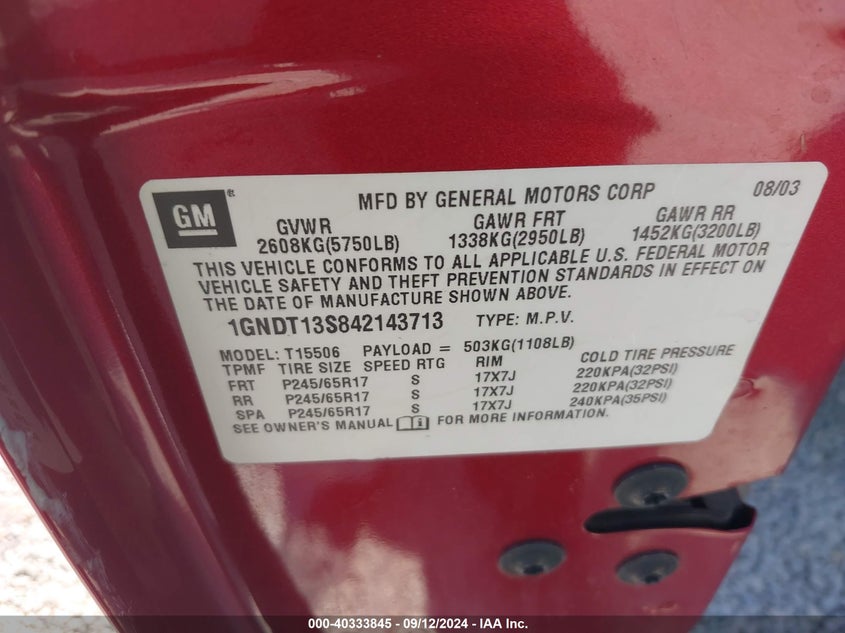 GM ® MFD BY GENERAL MOTORS CORP 08/03
GVWR GAWR FRT GAWR RR
2608KG(5750LB) 1338KG(2950LB) 1452KG(3200LB)
THIS VEHICLE CONFORMS TO ALL APPLICABLE U.S. FEDERAL MOTOR
VEHICLE SAFETY AND THEFT PREVENTION STANDARDS IN EFFECT ON
THE DATE OF MANUFACTURE SHOWN ABOVE.
1GNDT13S842143713 TYPE: M.P.V.
MODEL: T15506 PAYLOAD = 503KG(1108LB)
TPMF TIRE SIZE SPEED RTG RIM COLD TIRE PRESSURE
FRT P245/65R17 S 17X7J 220KPA(32PSI)
RR P245/65R17 S 17X7J 220KPA(32PSI)
SPA P245/65R17 S 17X7J 240KPA(35PSI)
SEE OWNER'S MANUAL FOR MORE INFORMATION.
000-40333845 - 09/12/2024 - IAA Inc.